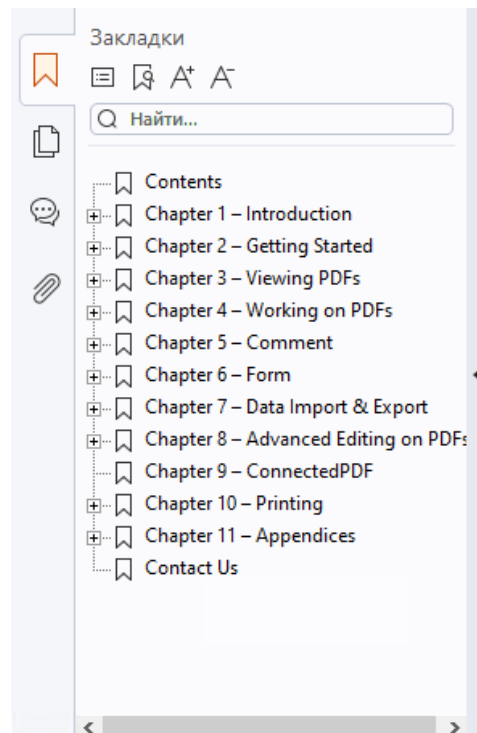 Закладки
A⁺ A⁻
Найти...
Contents
Chapter 1 – Introduction
Chapter 2 – Getting Started
Chapter 3 – Viewing PDFs
Chapter 4 – Working on PDFs
Chapter 5 – Comment
Chapter 6 – Form
Chapter 7 – Data Import & Export
Chapter 8 – Advanced Editing on PDFs
Chapter 9 – ConnectedPDF
Chapter 10 – Printing
Chapter 11 – Appendices
Contact Us